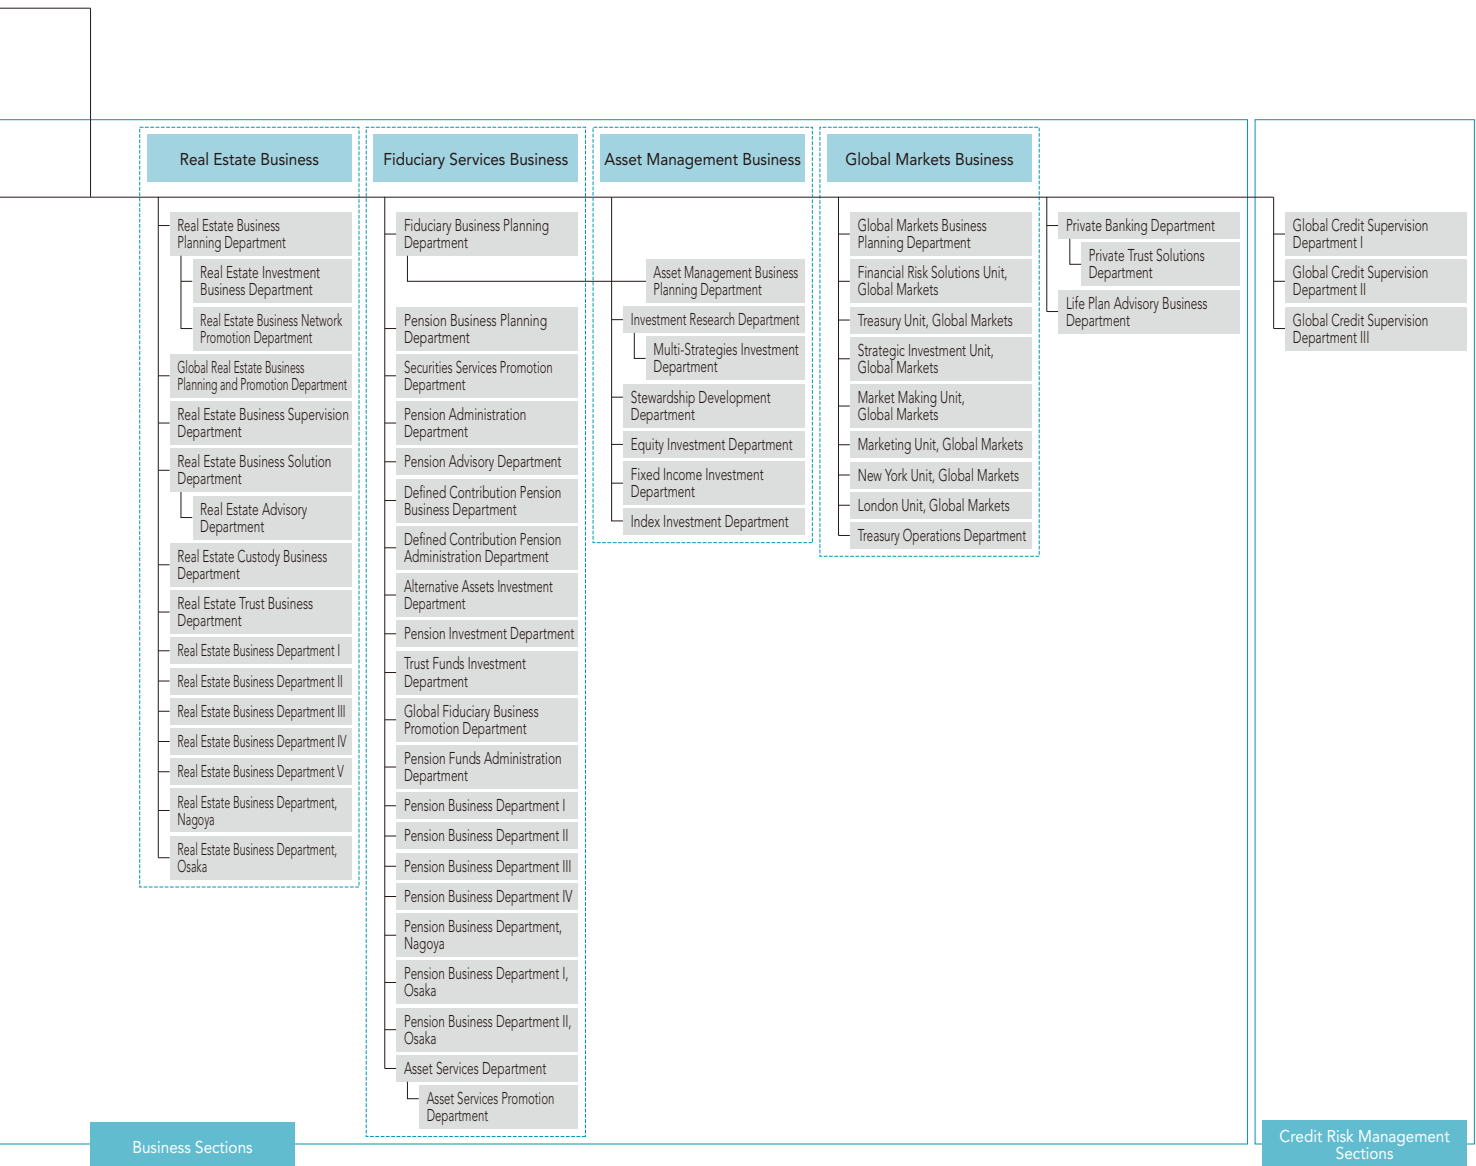 Real Estate Business
Real Estate Business
Planning Department
Real Estate Investment
Business Department
Real Estate Business Network
Promotion Department
Global Real Estate Business
Planning and Promotion Department
Real Estate Business Supervision
Department
Real Estate Business Solution
Department
Real Estate Advisory
Department
Real Estate Custody Business
Department
Real Estate Trust Business
Department
Real Estate Business Department I
Real Estate Business Department II
Real Estate Business Department III
Real Estate Business Department IV
Real Estate Business Department V
Real Estate Business Department,
Nagoya
Real Estate Business Department,
Osaka
Fiduciary Services Business
Fiduciary Business Planning
Department
Pension Business Planning
Department
Securities Services Promotion
Department
Pension Administration
Department
Pension Advisory Department
Defined Contribution Pension
Business Department
Defined Contribution Pension
Administration Department
Alternative Assets Investment
Department
Pension Investment Department
Trust Funds Investment
Department
Global Fiduciary Business
Promotion Department
Pension Funds Administration
Department
Pension Business Department I
Pension Business Department II
Pension Business Department III
Pension Business Department IV
Pension Business Department,
Nagoya
Pension Business Department I,
Osaka
Pension Business Department II,
Osaka
Asset Services Department
Asset Services Promotion
Department
Asset Management Business
Asset Management Business
Planning Department
Investment Research Department
Multi-Strategies Investment
Department
Stewardship Development
Department
Equity Investment Department
Fixed Income Investment
Department
Index Investment Department
Global Markets Business
Global Markets Business
Planning Department
Financial Risk Solutions Unit,
Global Markets
Treasury Unit, Global Markets
Strategic Investment Unit,
Global Markets
Market Making Unit,
Global Markets
Marketing Unit, Global Markets
New York Unit, Global Markets
London Unit, Global Markets
Treasury Operations Department
Private Banking Department
Private Trust Solutions
Department
Life Plan Advisory Business
Department
Global Credit Supervision
Department I
Global Credit Supervision
Department II
Global Credit Supervision
Department III
Business Sections
Credit Risk Management
Sections